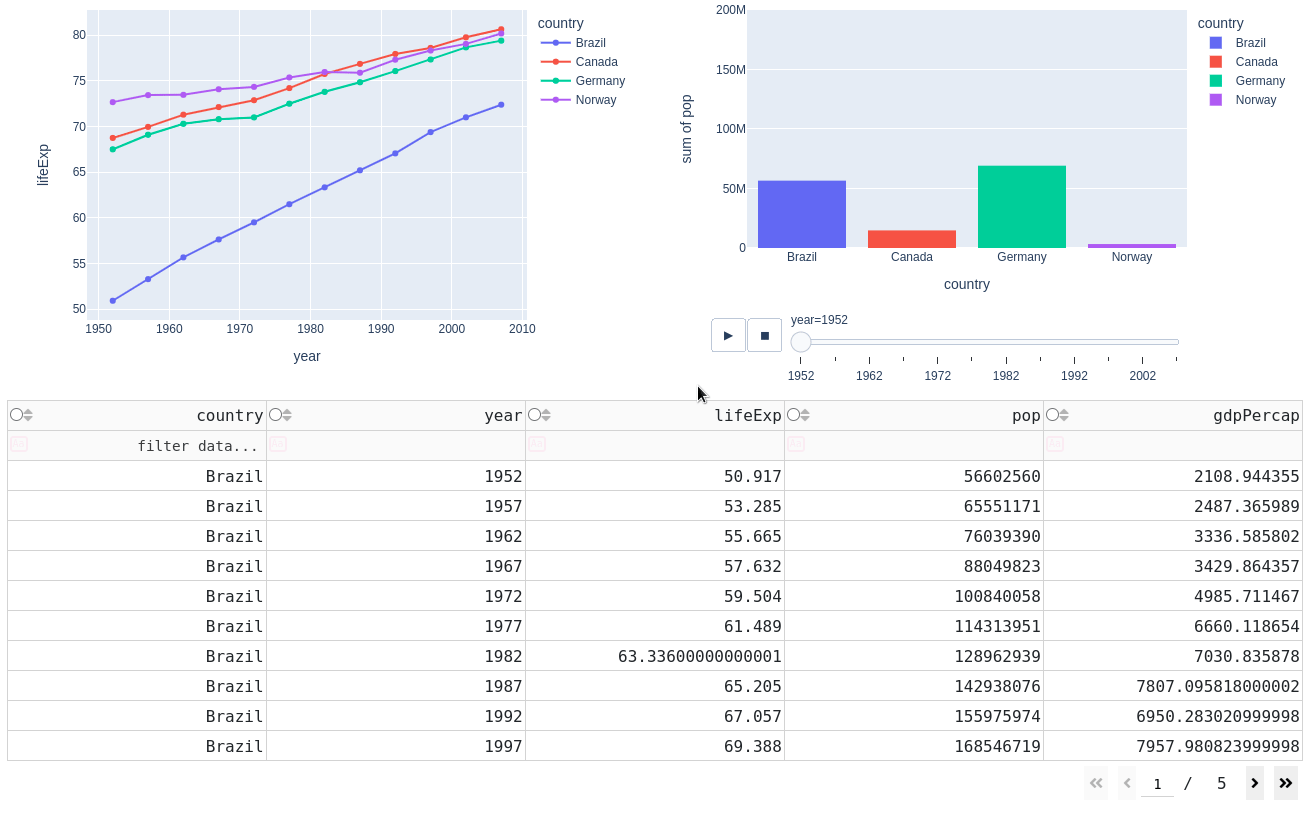 lifeExp
80
75
70
65
60
55
50
1950 1960 1970 1980 1990 2000 2010
year
country
Brazil
Canada
Germany
Norway
sum of pop
200M
150M
100M
50M
0
Brazil Canada Germany Norway
country
country
Brazil
Canada
Germany
Norway
year=1952
1952 1962 1972 1982 1992 2002
country year lifeExp pop gdpPercap
Aa filter data... Aa Aa Aa Aa
Brazil 1952 50.917 56602560 2108.944355
Brazil 1957 53.285 65551171 2487.365989
Brazil 1962 55.665 76039390 3336.585802
Brazil 1967 57.632 88049823 3429.864357
Brazil 1972 59.504 100840058 4985.711467
Brazil 1977 61.489 114313951 6660.118654
Brazil 1982 63.33600000000001 128962939 7030.835878
Brazil 1987 65.205 142938076 7807.095818000002
Brazil 1992 67.057 155975974 6950.283020999998
Brazil 1997 69.388 168546719 7957.980823999998
1 / 5